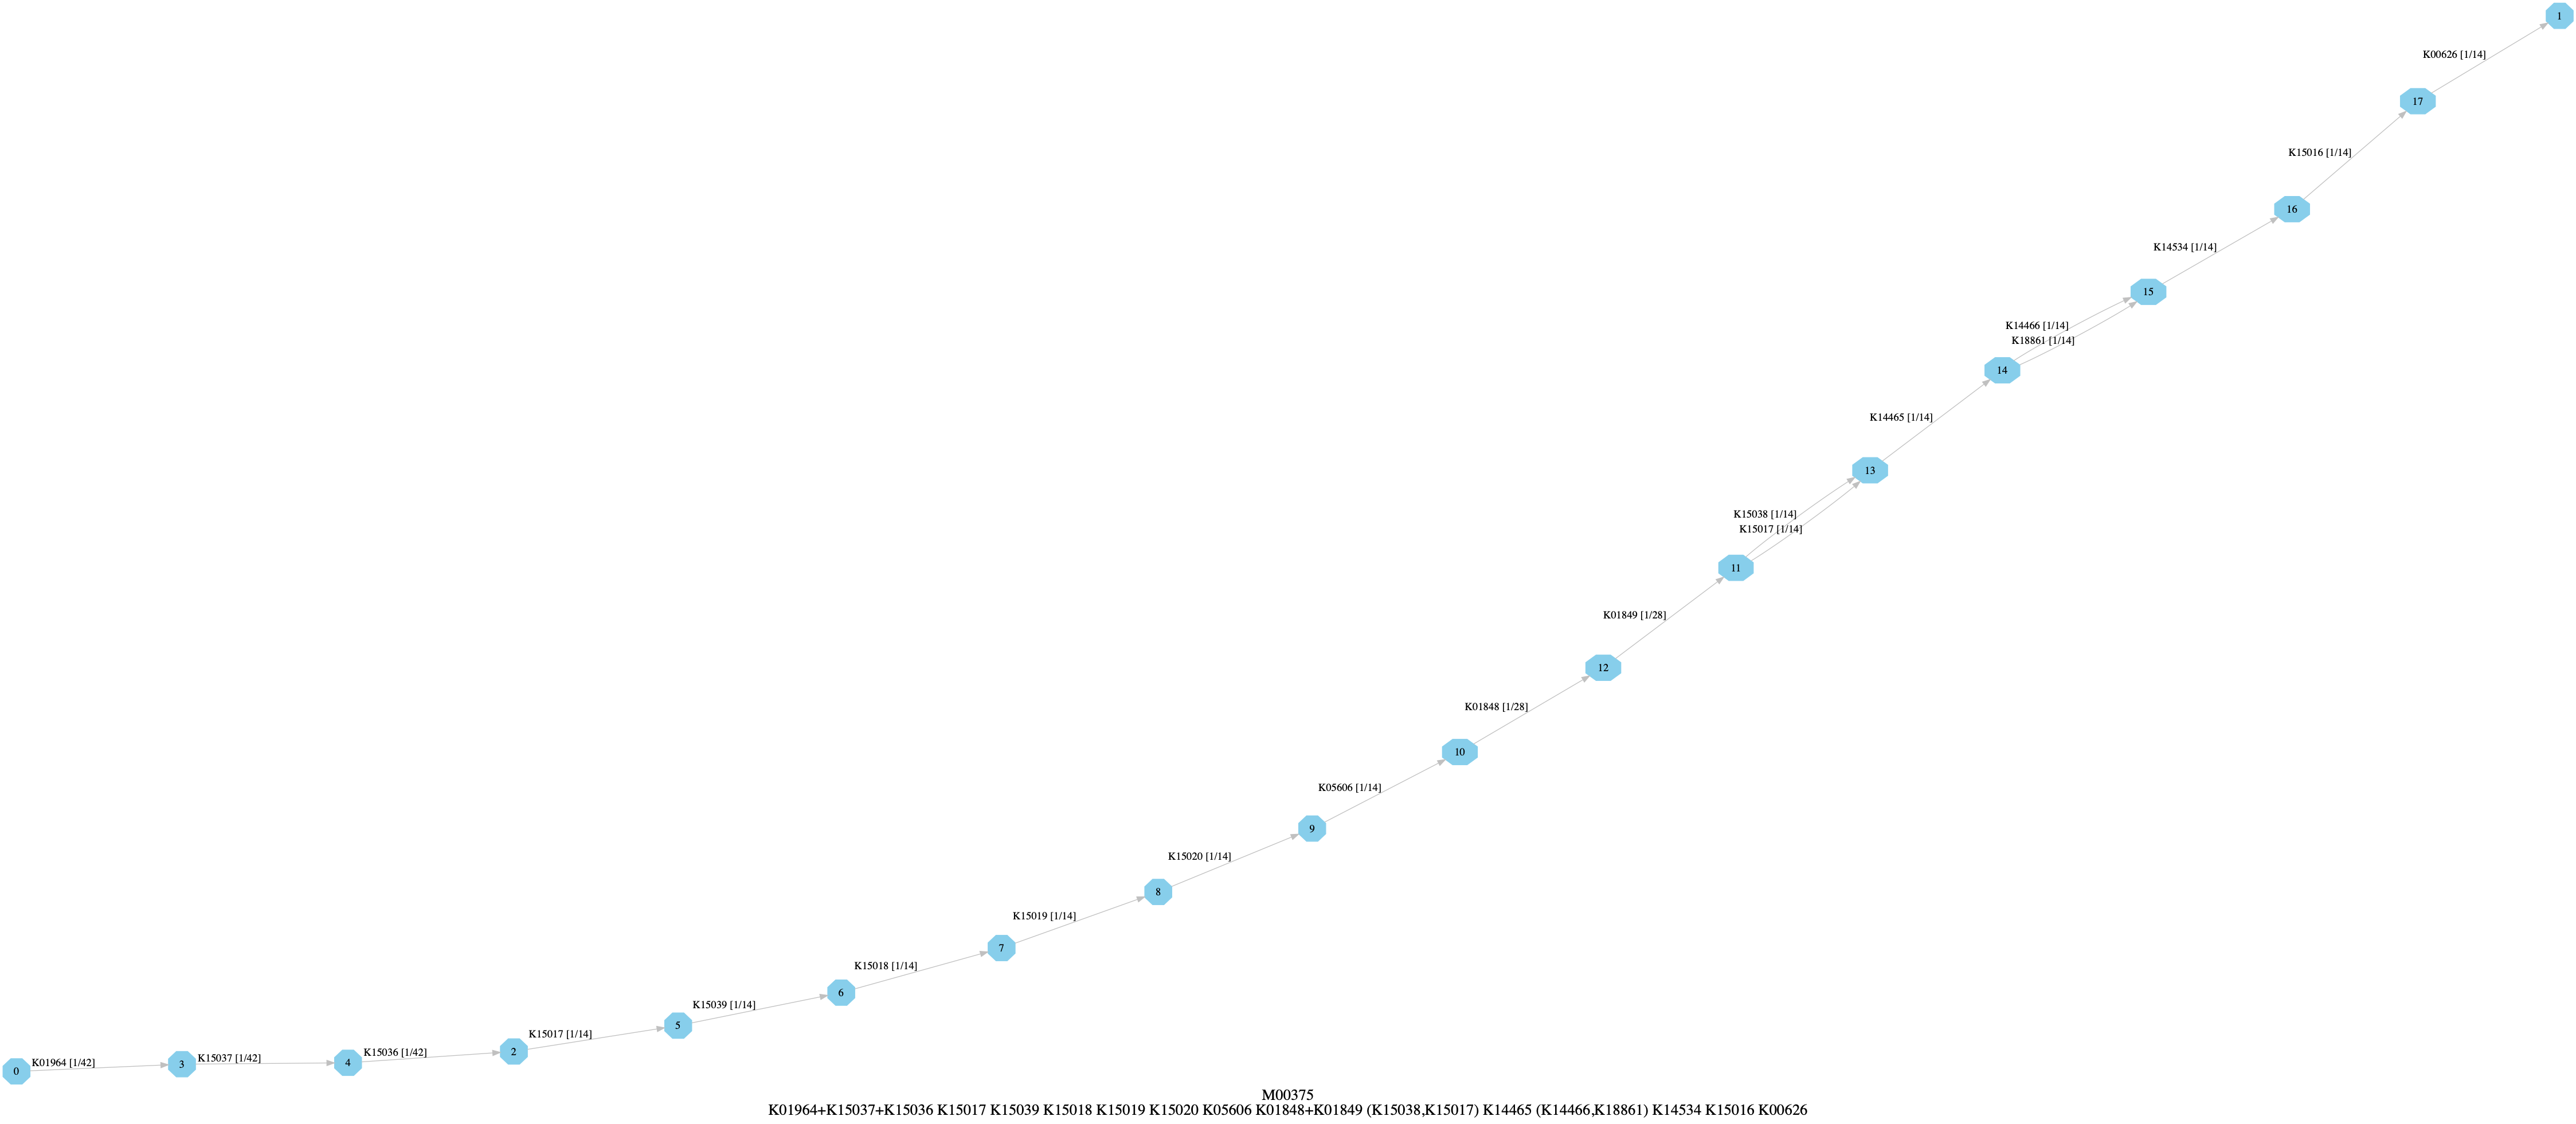 1
K00626 [1/14]
17
K15016 [1/14]
16
K14534 [1/14]
15
K14466 [1/14]
K18861 [1/14]
14
K14465 [1/14]
13
K15038 [1/14]
K15017 [1/14]
11
K01849 [1/28]
12
K01848 [1/28]
10
K05606 [1/14]
9
K15020 [1/14]
8
K15019 [1/14]
7
K15018 [1/14]
6
K15039 [1/14]
5
K15017 [1/14]
2
K15036 [1/42]
4
K15037 [1/42]
3
K01964 [1/42]
0
M00375
K01964+K15037+K15036 K15017 K15039 K15018 K15019 K15020 K05606 K01848+K01849 (K15038,K15017) K14465 (K14466,K18861) K14534 K15016 K00626